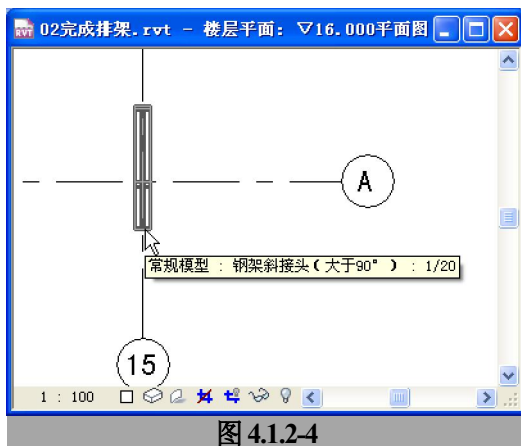 02完成排架.rvt - 楼层平面: ▽16.000平面图
A
常规模型 : 钢架斜接头(大于90°) : 1/20
15
1 : 100
图 4.1.2-4